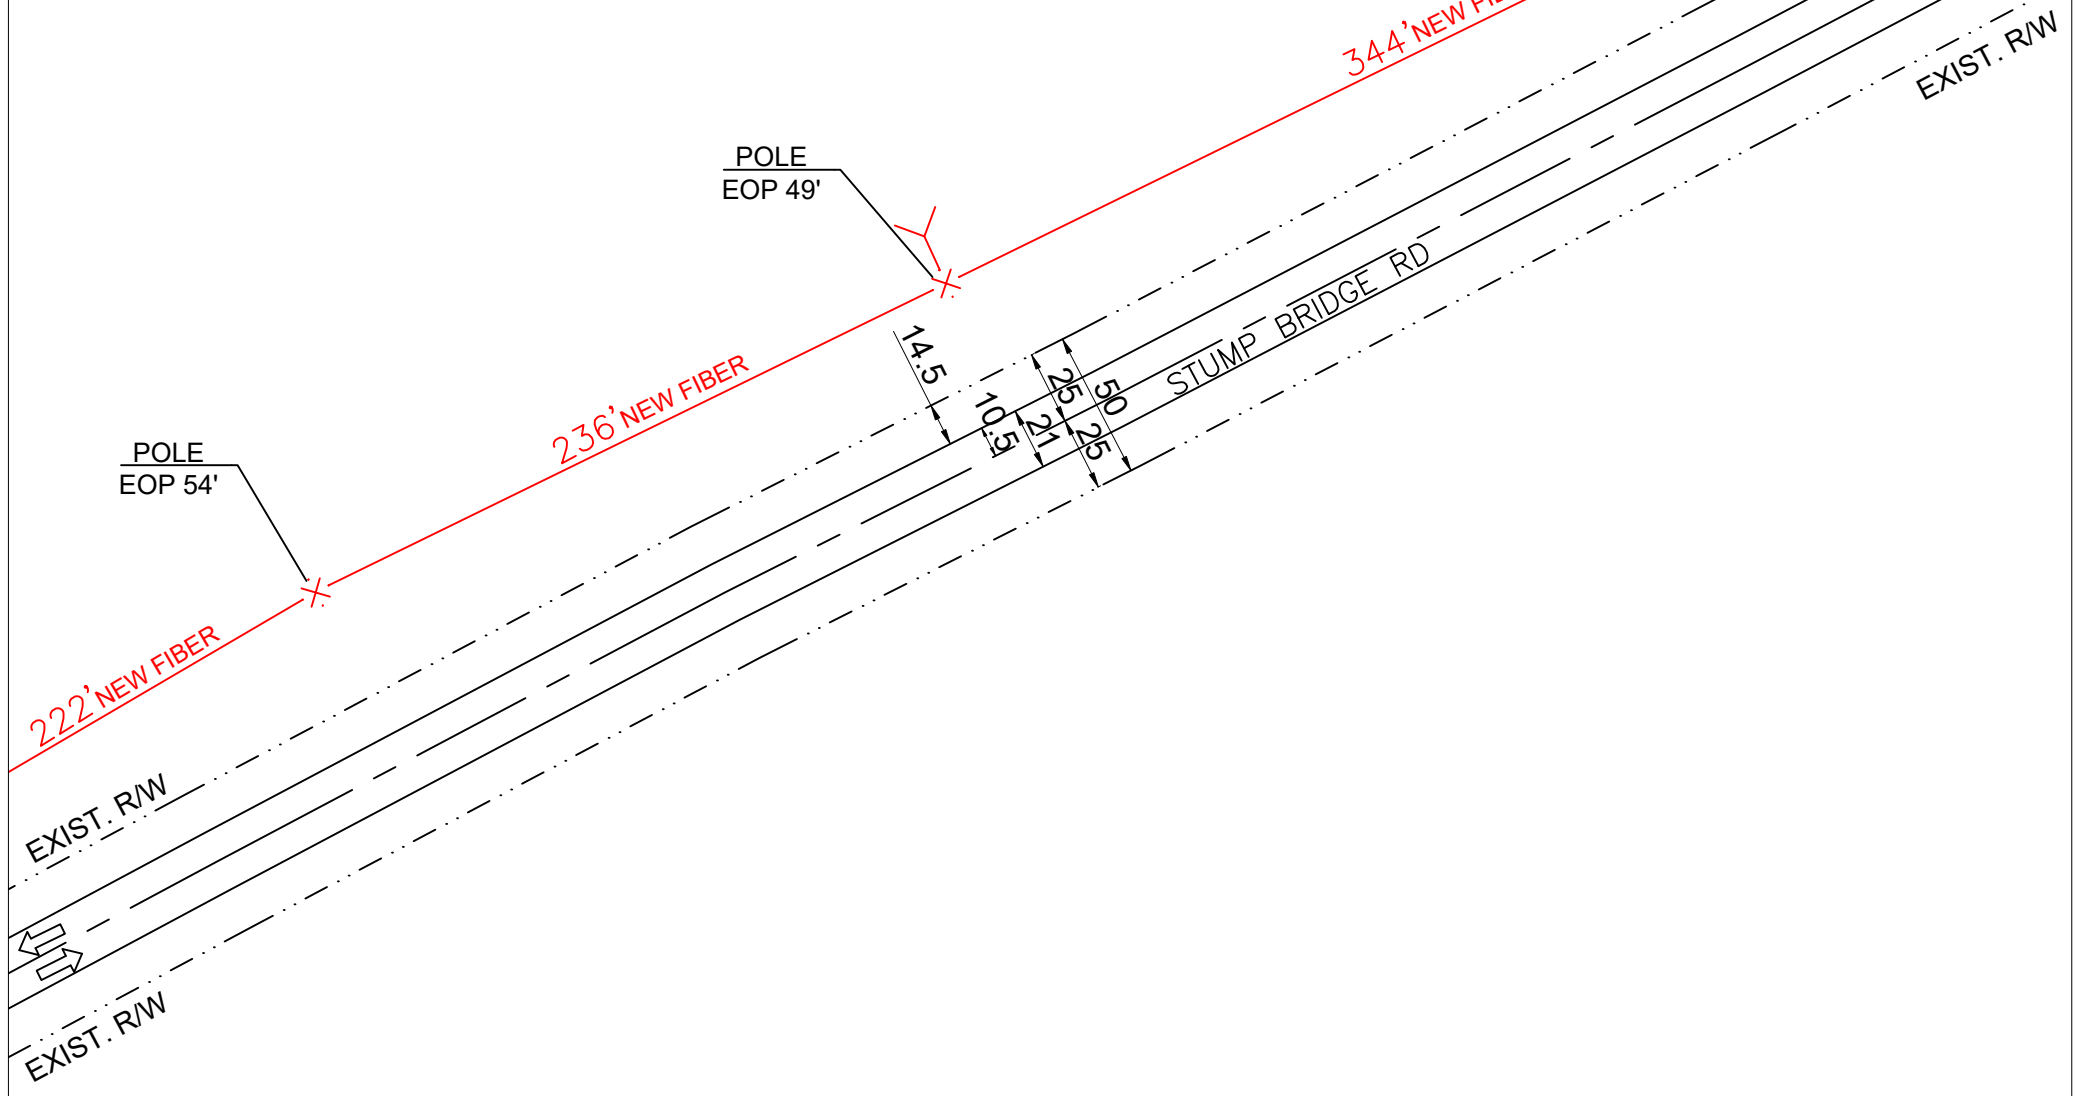 344' NEW
EXIST. R/W
POLE
EOP 49'
STUMP BRIDGE RD
14.5
10.5
21
25
50
25
236' NEW FIBER
POLE
EOP 54'
222' NEW FIBER
EXIST. R/W
EXIST. R/W